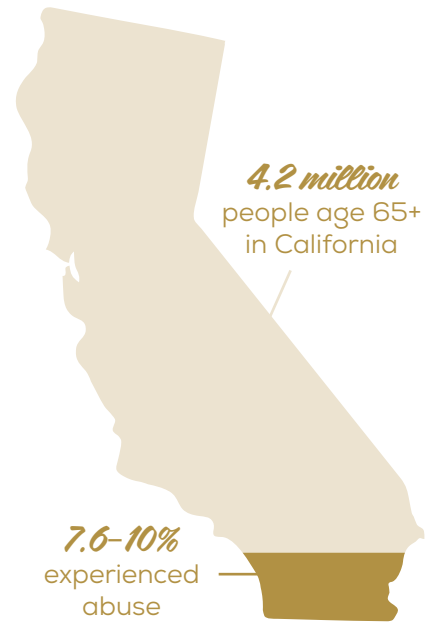 4.2 million
people age 65+
in California
7.6–10%
experienced
abuse